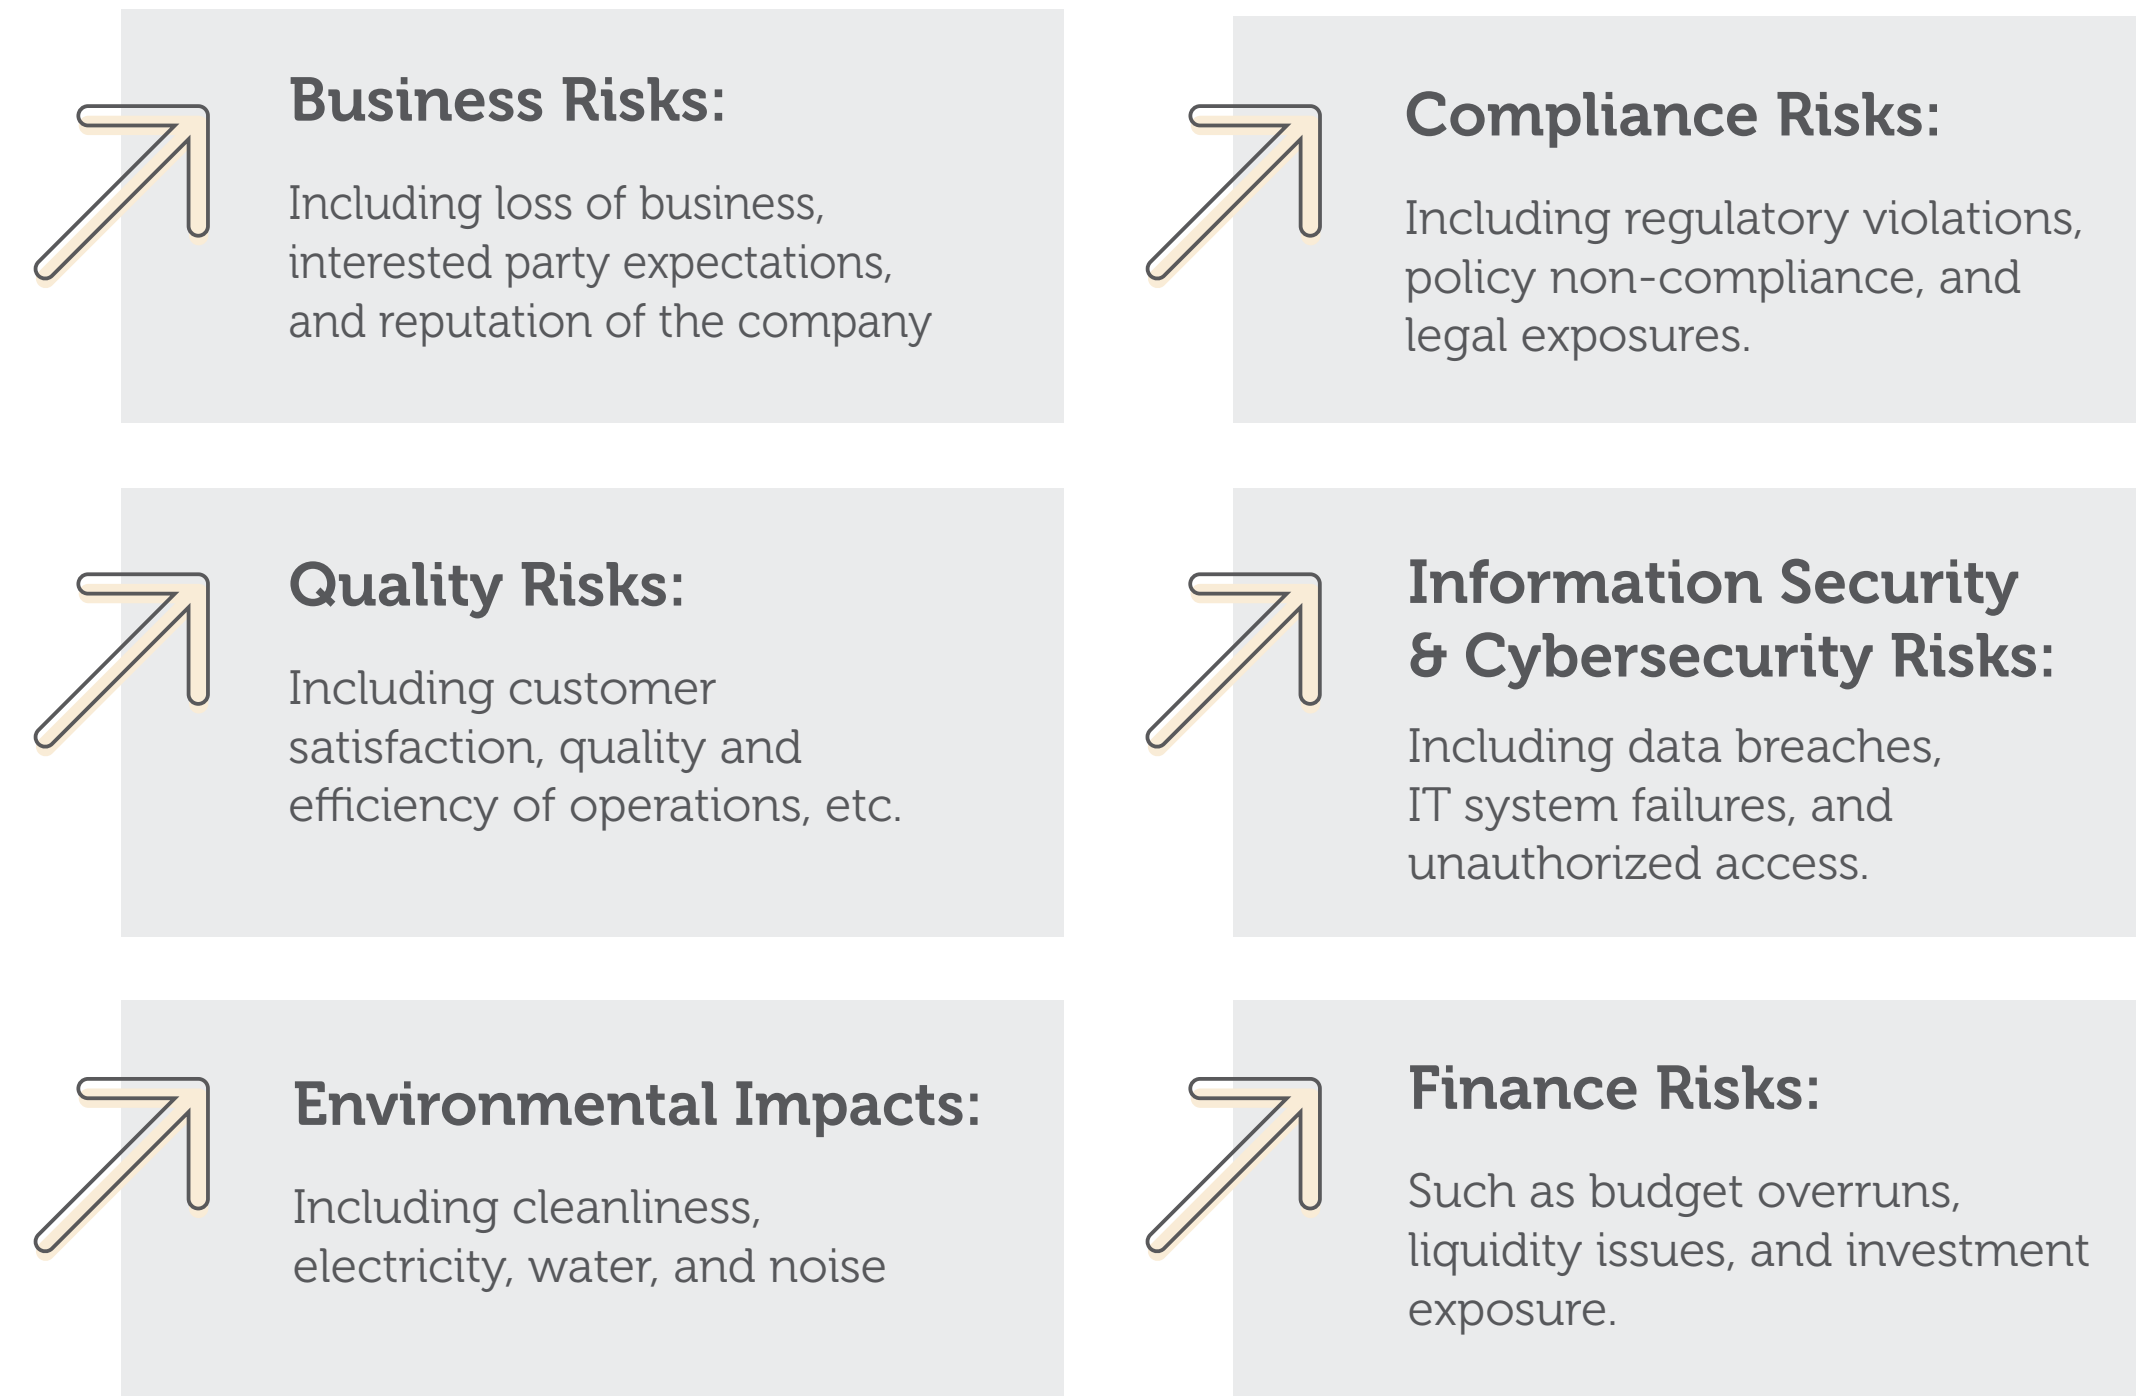 Business Risks:
Including loss of business,
interested party expectations,
and reputation of the company
Compliance Risks:
Including regulatory violations,
policy non-compliance, and
legal exposures.
Quality Risks:
Including customer
satisfaction, quality and
efficiency of operations, etc.
Information Security
& Cybersecurity Risks:
Including data breaches,
IT system failures, and
unauthorized access.
Environmental Impacts:
Including cleanliness,
electricity, water, and noise
Finance Risks:
Such as budget overruns,
liquidity issues, and investment
exposure.